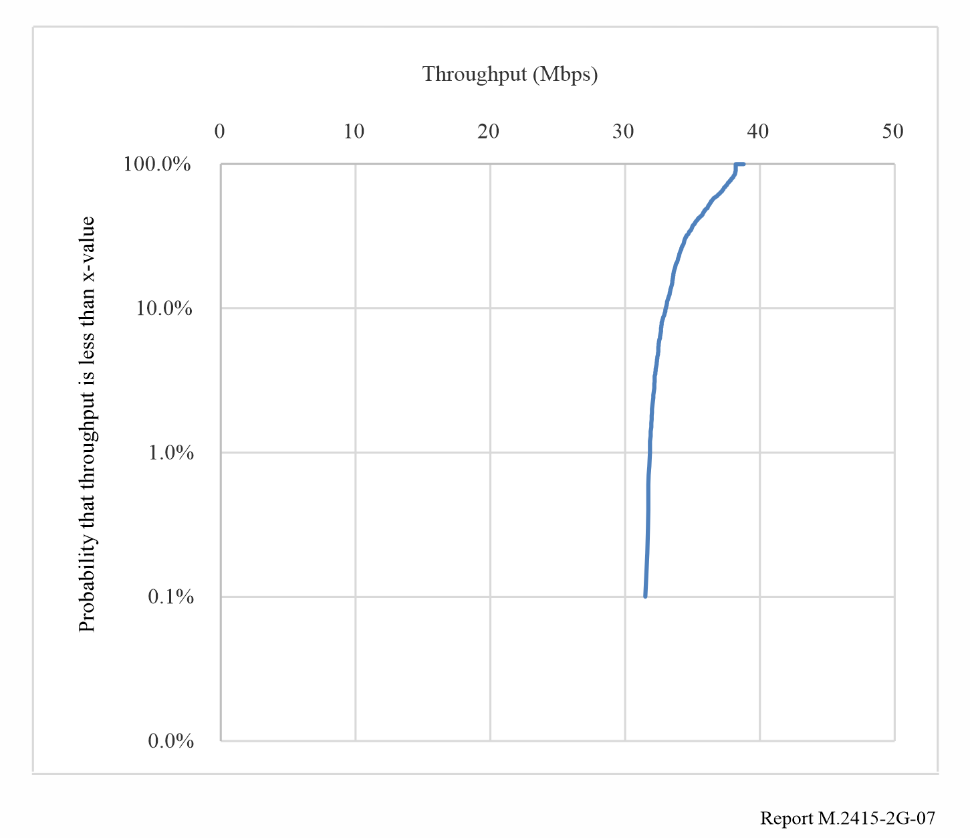 Throughput (Mbps)
0 10 20 30 40 50
100.0%
10.0%
1.0%
0.1%
0.0%
Probability that throughput is less than x-value
Report M.2415-2G-07